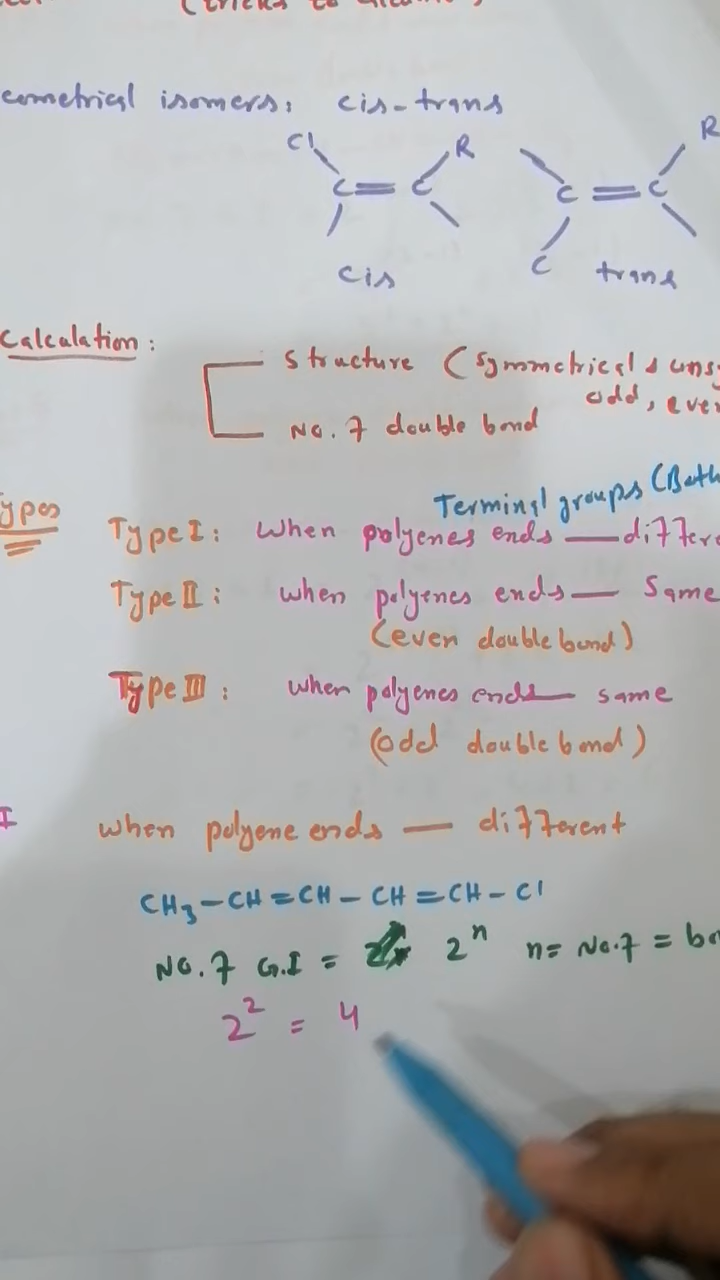 (tricks to
eometrical isomers: cis-trans
Cl R R
C=C C=C
C
cis trans
Calculation:
Structure (Symmetrical & uns
odd, even
No. of double bond
Terminal groups (Both
ypes
Type I: When polyenes ends — differe
Type II: when polyenes ends — Same
(even double bond)
Type III: when polyenes ends — same
(odd double bond)
I when polyene ends — different
CH3-CH=CH-CH=CH-Cl
No. of G.I = 2^n n= No. of = bo
2^2 = 4